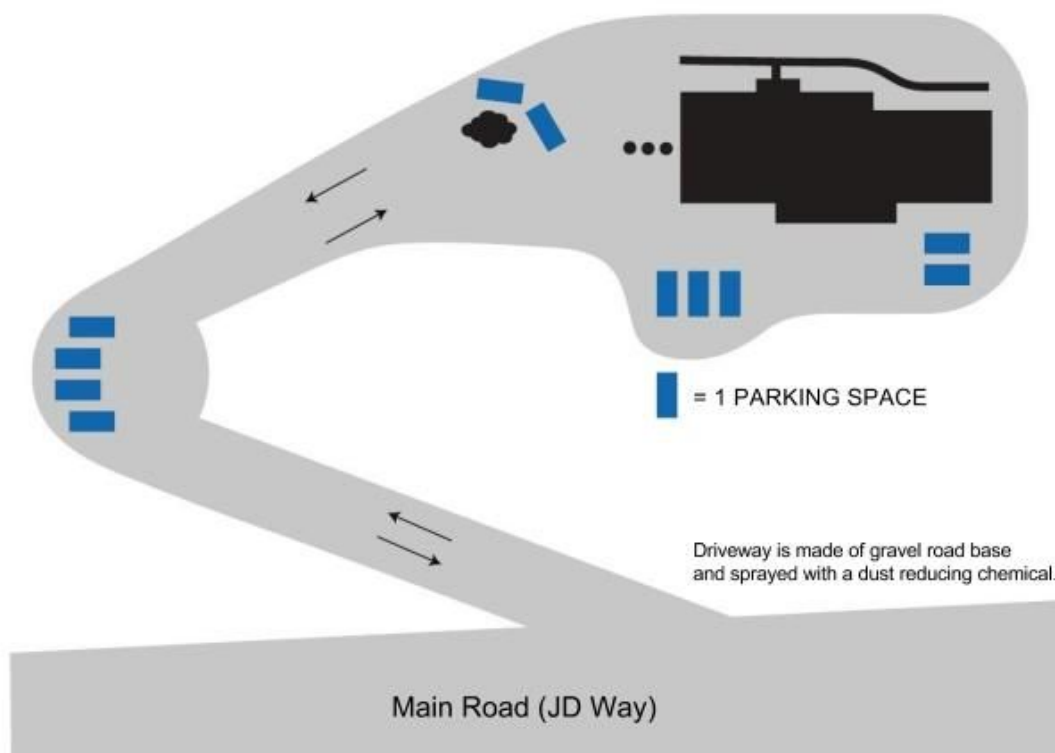 = 1 PARKING SPACE
Driveway is made of gravel road base
and sprayed with a dust reducing chemical.
Main Road (JD Way)